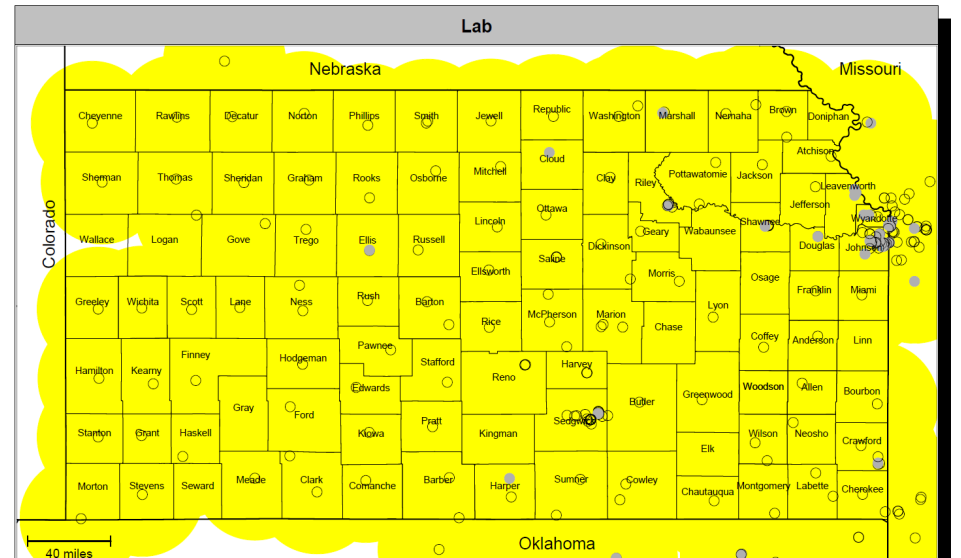 Lab
Nebraska
Missouri
Colorado
Cheyenne Rawlins Decatur Norton Phillips Smith Jewell Republic Washington Marshall Nemaha Brown Doniphan
Atchison
Sherman Thomas Sheridan Graham Rooks Osborne Mitchell Cloud Clay Riley Pottawatomie Jackson
Leavenworth
Jefferson
Wyandotte
Wallace Logan Gove Trego Ellis Russell Lincoln Ottawa Dickinson Geary Wabaunsee Shawnee Douglas Johnson
Ellsworth Saline Morris Osage
Greeley Wichita Scott Lane Ness Rush Barton Rice McPherson Marion Chase Lyon Franklin Miami
Hamilton Kearny Finney Hodgeman Pawnee Stafford Reno Harvey Coffey Anderson Linn
Edwards
Gray Ford Butler Greenwood Woodson Allen Bourbon
Stanton Grant Haskell Kiowa Pratt Kingman Sedgwick Elk Wilson Neosho Crawford
Morton Stevens Seward Meade Clark Comanche Barber Harper Sumner Cowley Chautauqua Montgomery Labette Cherokee
Oklahoma
40 miles